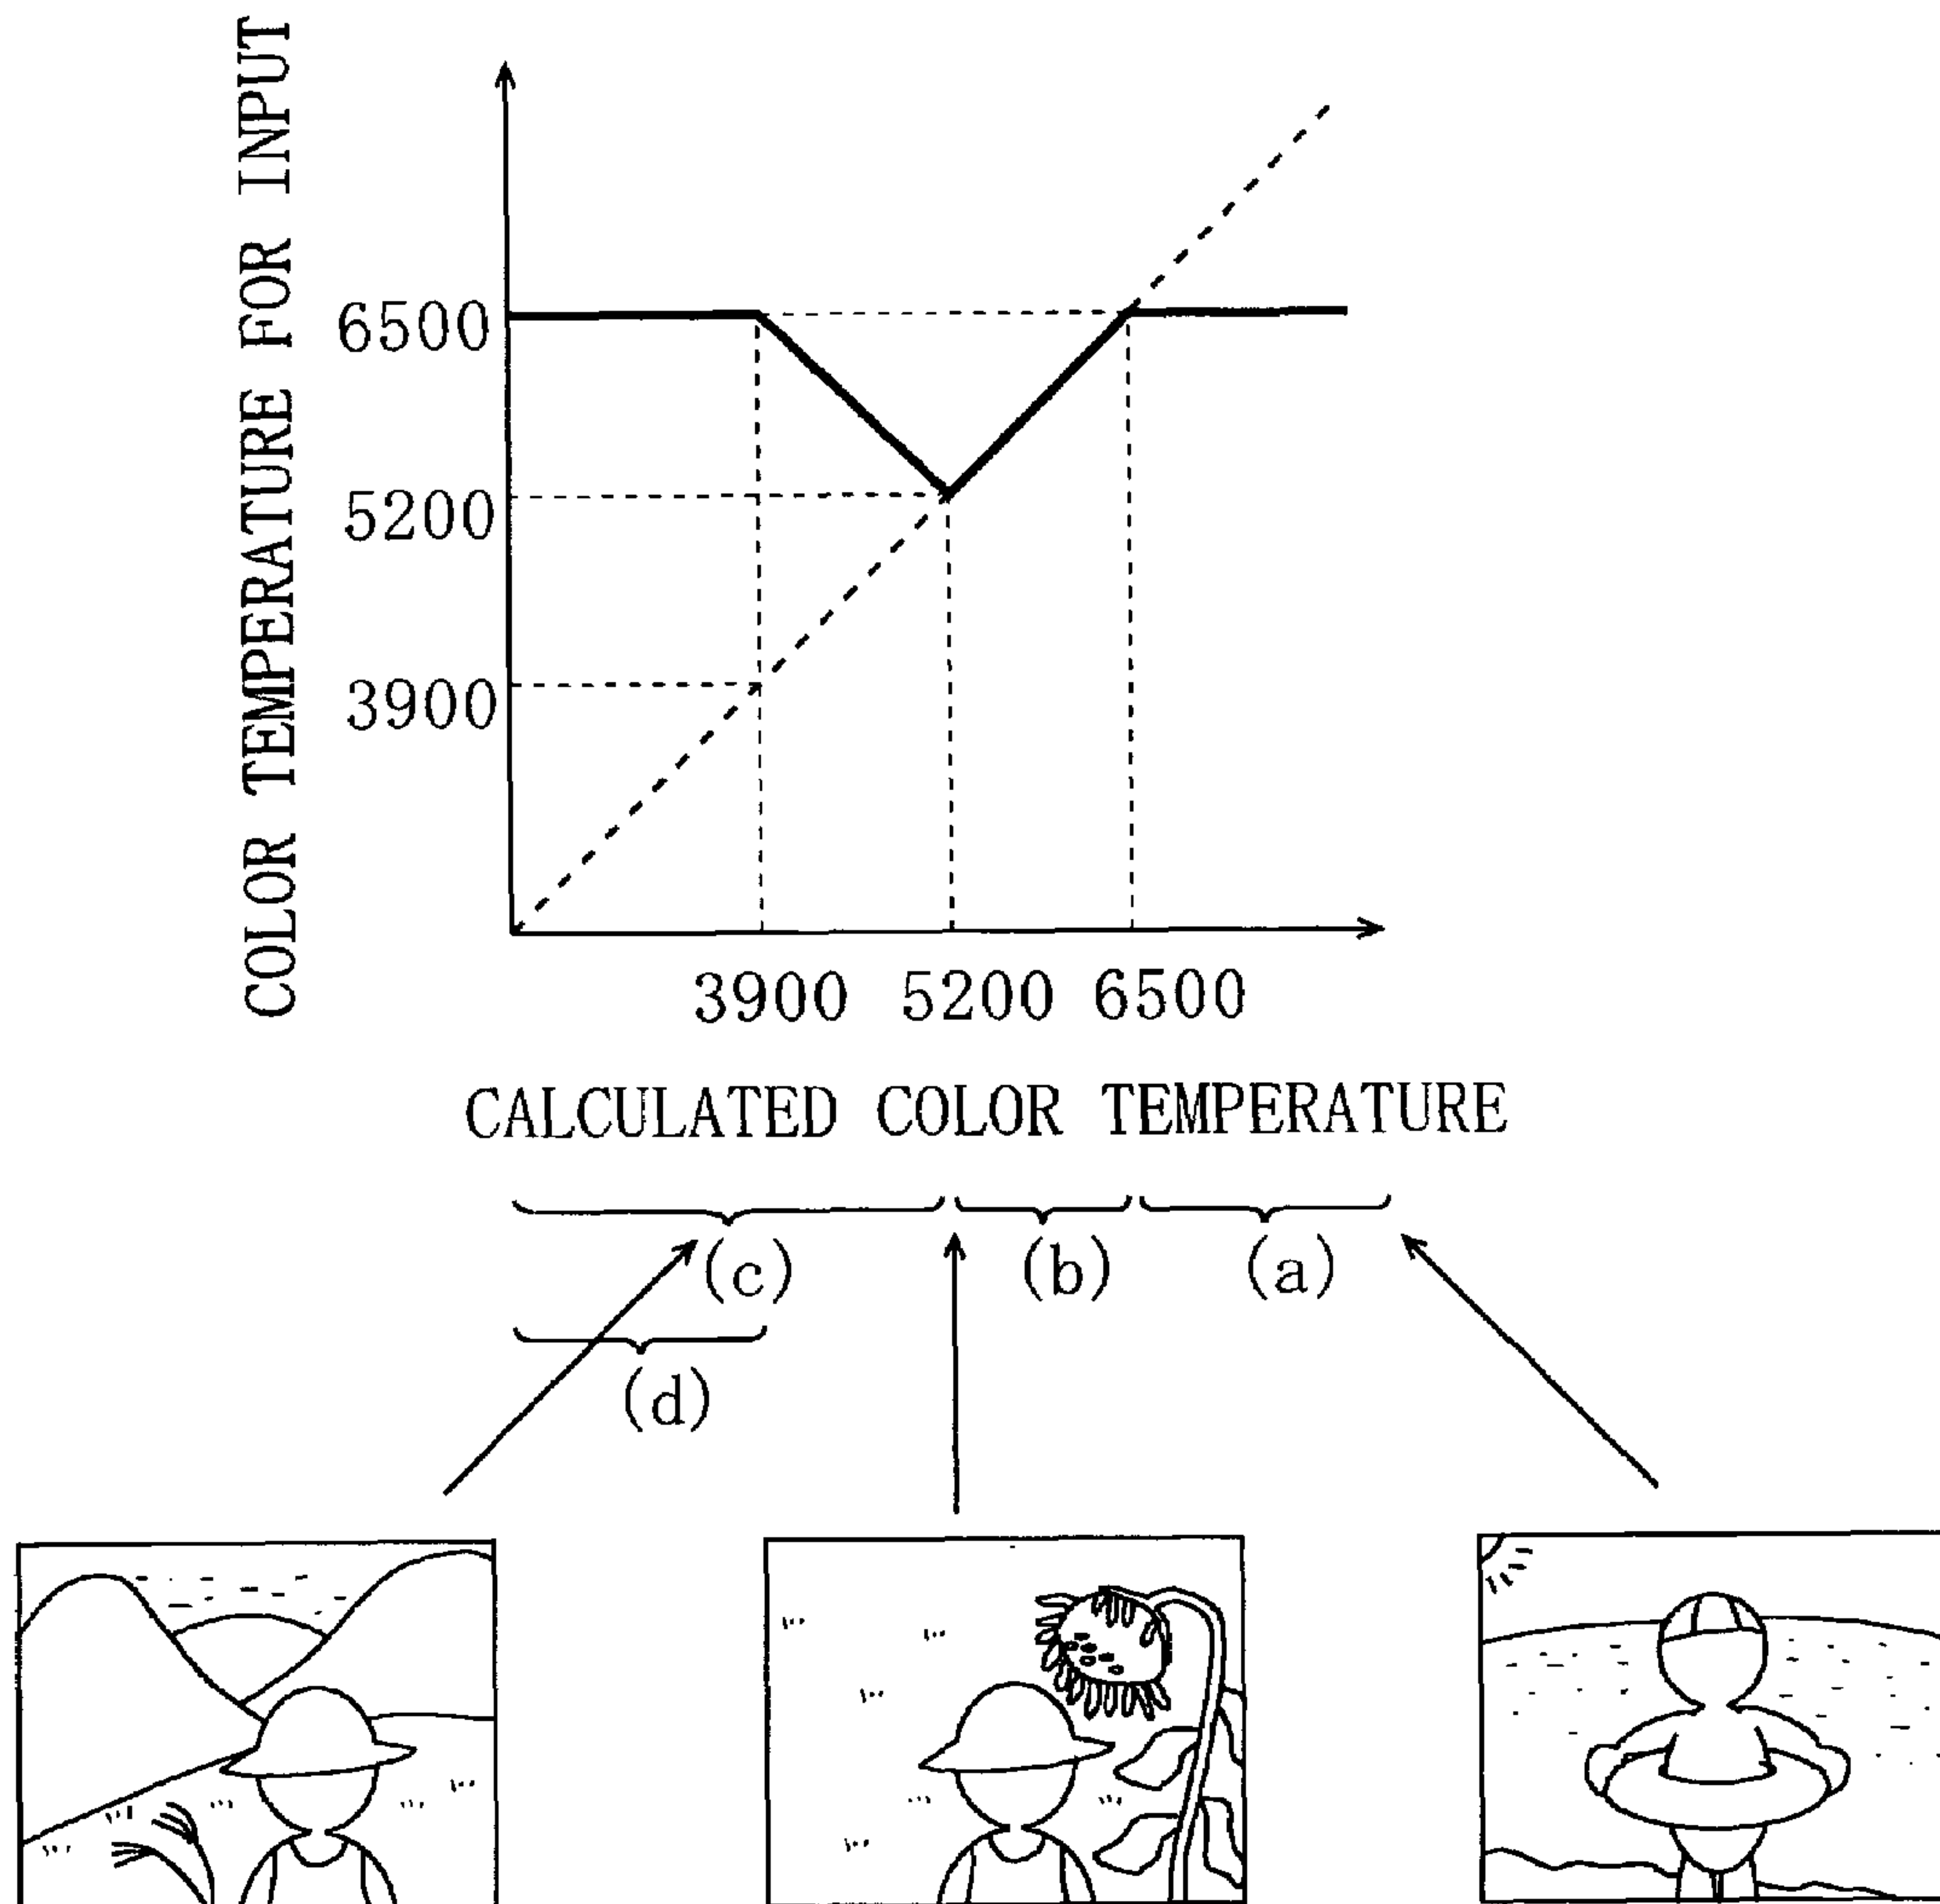 COLOR TEMPERATURE FOR INPUT
6500
5200
3900
3900 5200 6500
CALCULATED COLOR TEMPERATURE
(c) (b) (a)
(d)